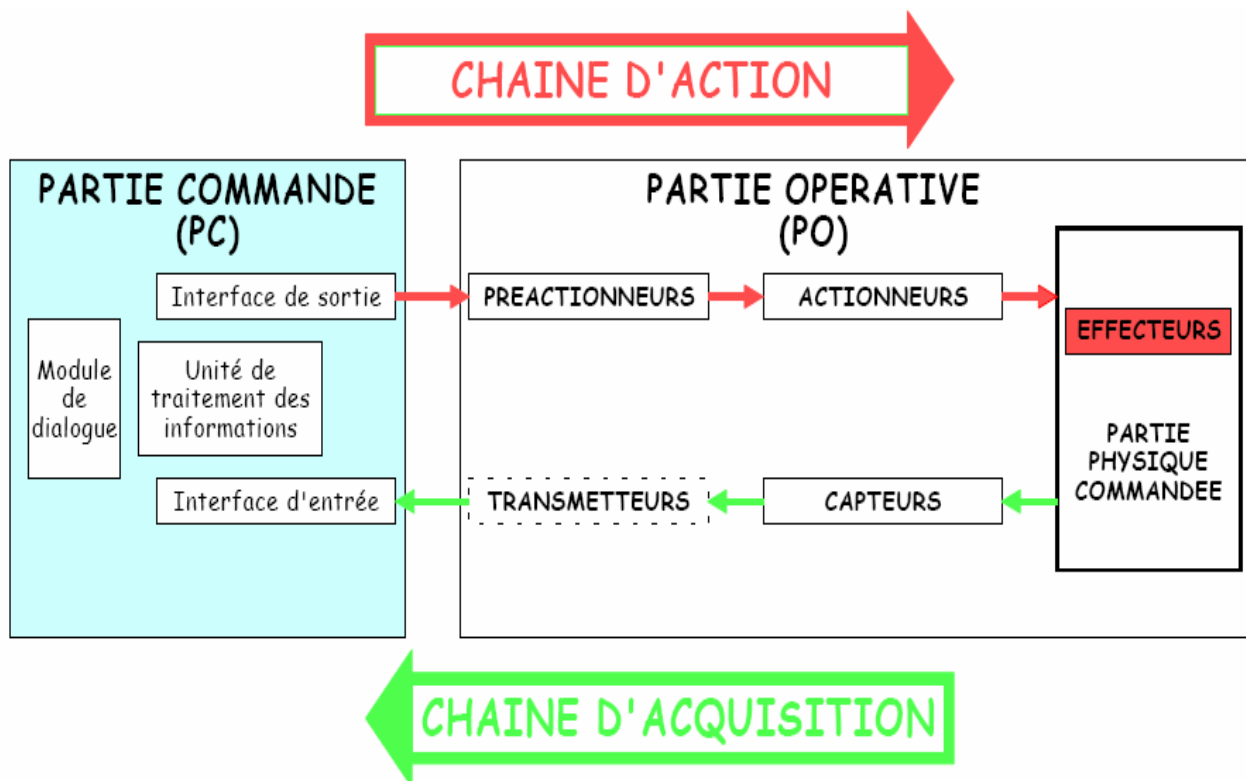 CHAINE D'ACTION
PARTIE COMMANDE
(PC)
Interface de sortie
Module
de
dialogue
Unité de
traitement des
informations
Interface d'entrée
PARTIE OPERATIVE
(PO)
PREACTIONNEURS
ACTIONNEURS
EFFECTEURS
PARTIE
PHYSIQUE
COMMANDEE
TRANSMETTEURS
CAPTEURS
CHAINE D'ACQUISITION